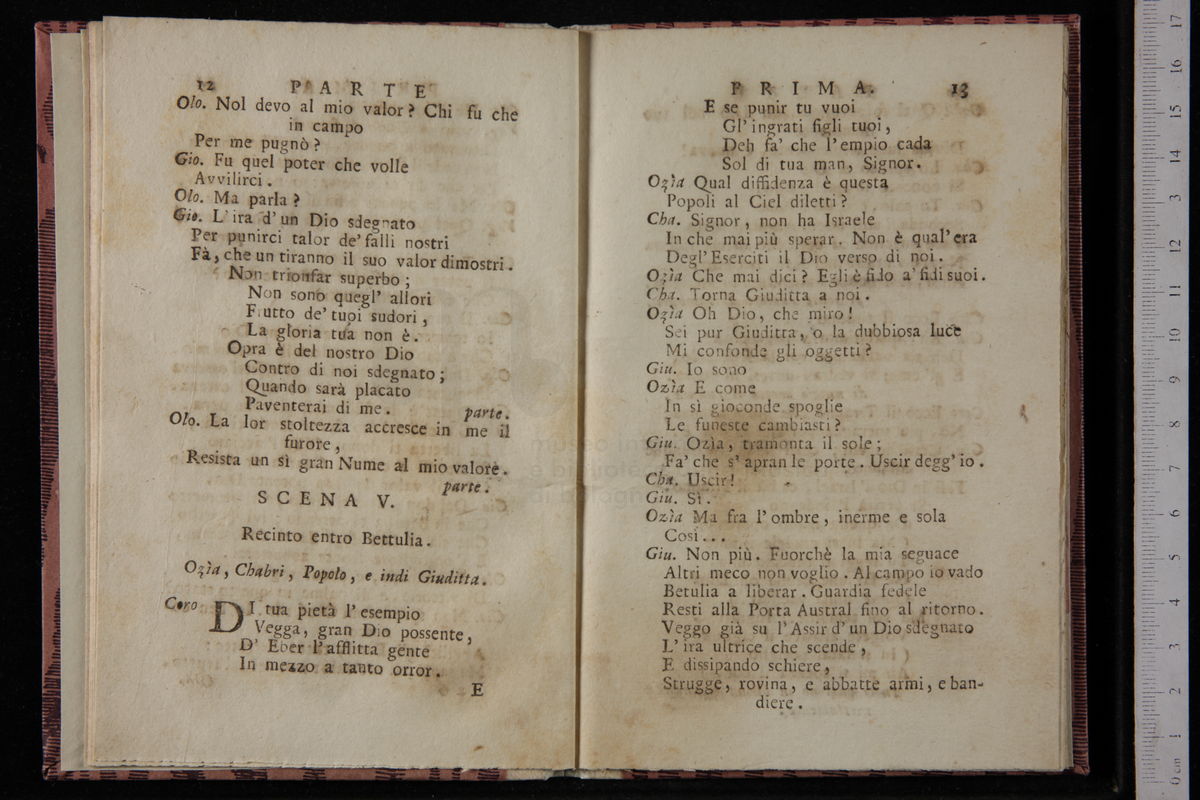 12 PARTE
Olo. Nol devo al mio valor? Chi fu che
in campo
Per me pugnò?
Gio. Fu quel poter che volle
Avvilirci.
Olo. Ma parla?
Gio. L'ira d'un Dio sdegnato
Per punirci talor de' falli nostri
Fà, che un tiranno il suo valor dimostri.
Non trionfar superbo;
Non sono quegl' allori
Frutto de' tuoi sudori,
La gloria tua non è.
Opra è del nostro Dio
Contro di noi sdegnato;
Quando sarà placato
Paventerai di me. parte.
Olo. La lor stoltezza accresce in me il
furore,
Resista un sì gran Nume al mio valore.
parte.
SCENA V.
Recinto entro Bettulia.
Ozìa, Chabri, Popolo, e indi Giuditta.
Coro DI tua pietà l'esempio
Vegga, gran Dio possente,
D' Eber l'afflitta gente
In mezzo a tanto orror.
E
PRIMA. 13
E se punir tu vuoi
Gl' ingrati figli tuoi,
Deh fa' che l'empio cada
Sol di tua man, Signor.
Ozìa Qual diffidenza è questa
Popoli al Ciel diletti?
Cha. Signor, non ha Israele
In che mai più sperar. Non è qual' era
Degl' Eserciti il Dio verso di noi.
Ozìa Che mai dici? Egli è fido a' fidi suoi.
Cha. Torna Giuditta a noi.
Ozìa Oh Dio, che miro!
Sei pur Giuditta, o la dubbiosa luce
Mi confonde gli oggetti?
Giu. Io sono
Ozìa E come
In sì gioconde spoglie
Le funeste cambiasti?
Giu. Ozìa, tramonta il sole;
Fa' che s' apran le porte. Uscir degg' io.
Cha. Uscir!
Giu. Sì.
Ozìa Ma fra l' ombre, inerme e sola
Così...
Giu. Non più. Fuorchè la mia seguace
Altri meco non voglio. Al campo io vado
Betulia a liberar. Guardia fedele
Resti alla Porta Austral fino al ritorno.
Veggo già su l'Assir d' un Dio sdegnato
L' ira ultrice che scende,
E dissipando schiere,
Strugge, rovina, e abbatte armi, e ban-
diere.